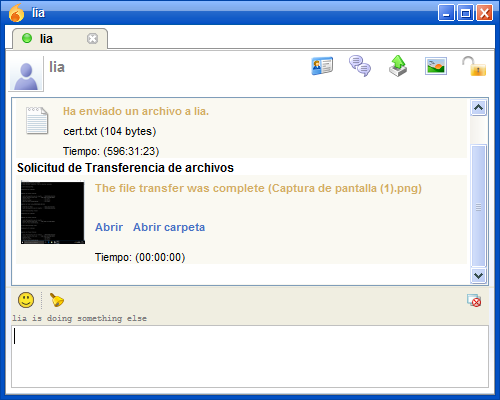 lia
lia
lia
Ha enviado un archivo a lia.
cert.txt (104 bytes)
Tiempo: (596:31:23)
Solicitud de Transferencia de archivos
The file transfer was complete (Captura de pantalla (1).png)
Abrir Abrir carpeta
Tiempo: (00:00:00)
lia is doing something else